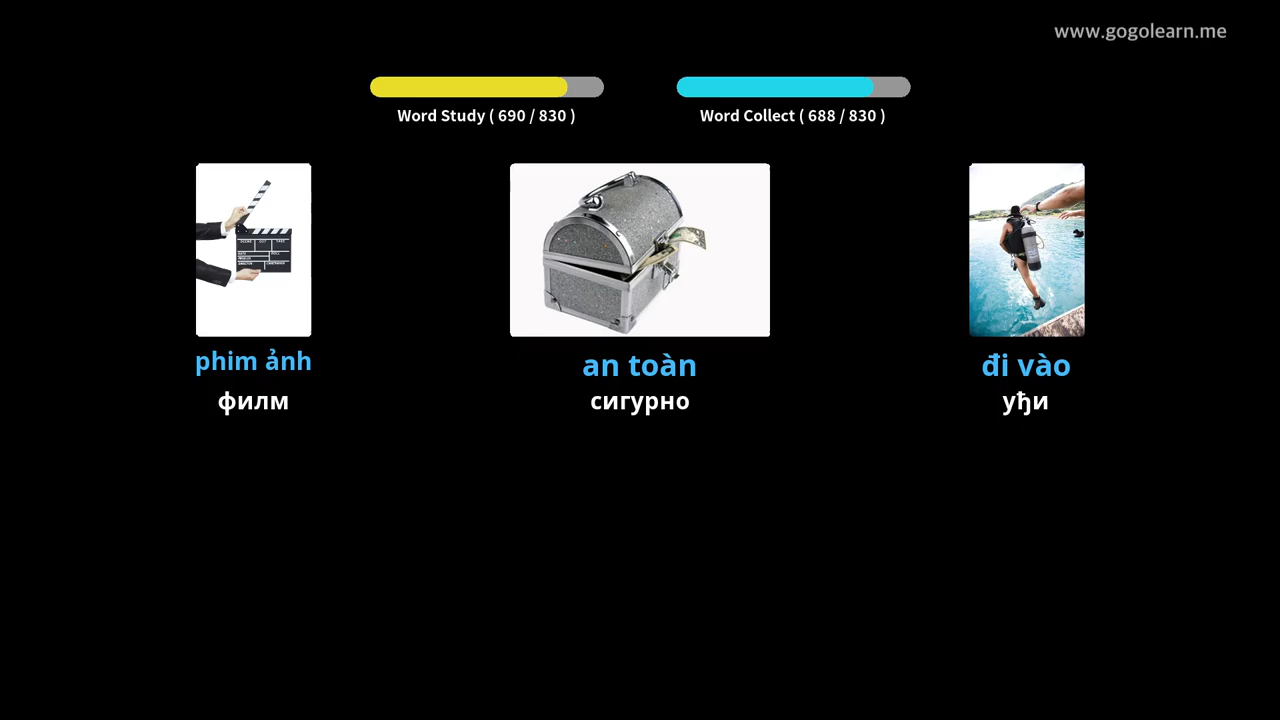 www.gogolearn.me
Word Study ( 690 / 830 )
Word Collect ( 688 / 830 )
phim ảnh
an toàn
đi vào
филм
сигурно
уђи